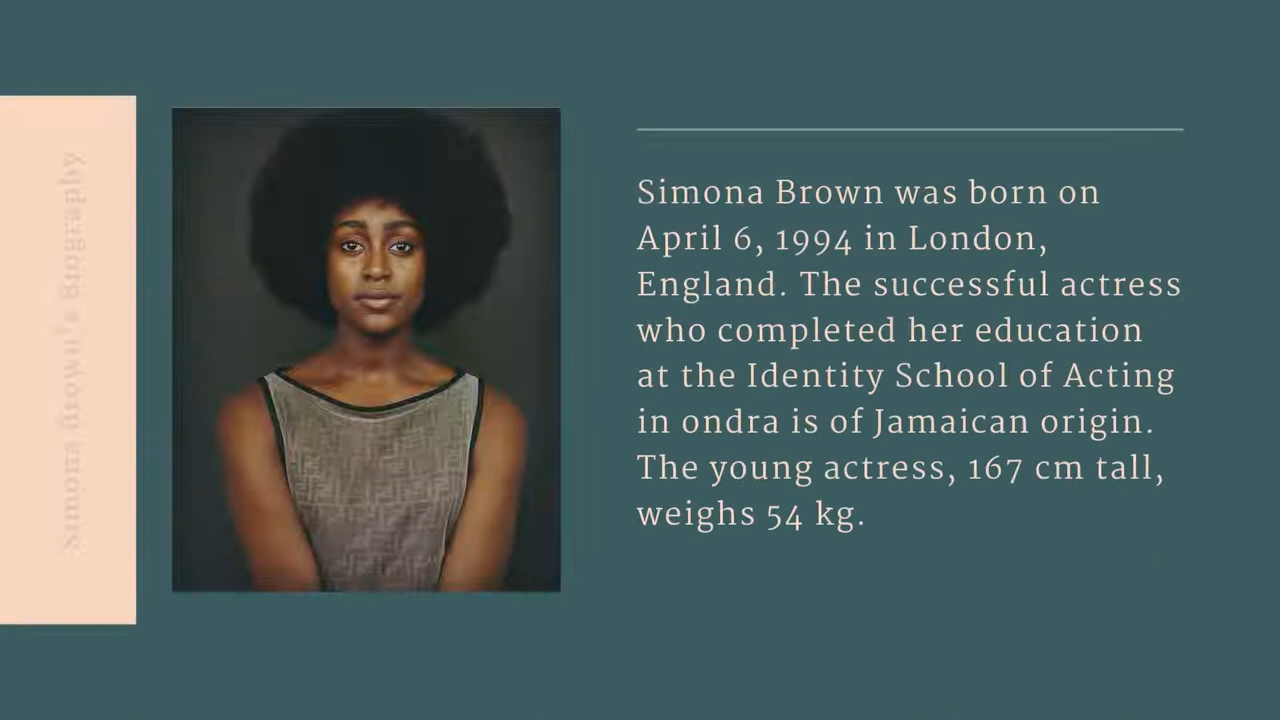 Simona Brown's Biography
Simona Brown was born on
April 6, 1994 in London,
England. The successful actress
who completed her education
at the Identity School of Acting
in ondra is of Jamaican origin.
The young actress, 167 cm tall,
weighs 54 kg.